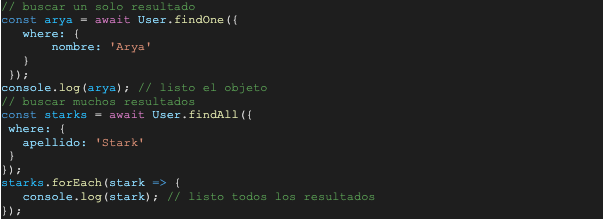 // buscar un solo resultado
const arya = await User.findOne({
   where: {
       nombre: 'Arya'
   }
 });
console.log(arya); // listo el objeto
// buscar muchos resultados
const starks = await User.findAll({
 where: {
   apellido: 'Stark'
 }
});
starks.forEach(stark => {
   console.log(stark); // listo todos los resultados
});